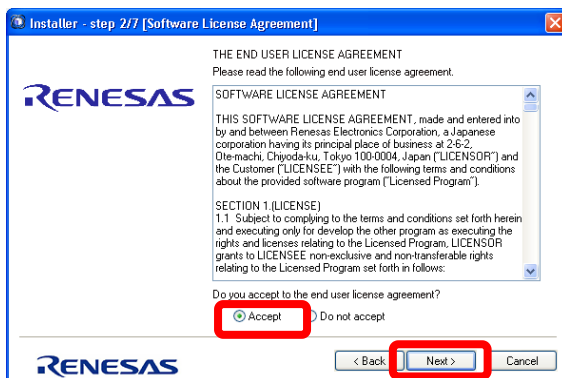 Installer - step 2/7 [Software License Agreement]
THE END USER LICENSE AGREEMENT
Please read the following end user license agreement.
RENESAS
SOFTWARE LICENSE AGREEMENT
THIS SOFTWARE LICENSE AGREEMENT, made and entered into
by and between Renesas Electronics Corporation, a Japanese
corporation having its principal place of business at 2-6-2,
Ote-machi, Chiyoda-ku, Tokyo 100-0004, Japan ("LICENSOR") and
the Customer ("LICENSEE") with the following terms and conditions
about the provided software program ("Licensed Program").
SECTION 1.(LICENSE)
1.1 Subject to complying to the terms and conditions set forth herein
and executing only for develop the other program as executing the
rights and licenses relating to the Licensed Program, LICENSOR
grants to LICENSEE non-exclusive and non-transferable rights
relating to the Licensed Program set forth in follows:
Do you accept to the end user license agreement?
Accept Do not accept
RENESAS
< Back Next > Cancel